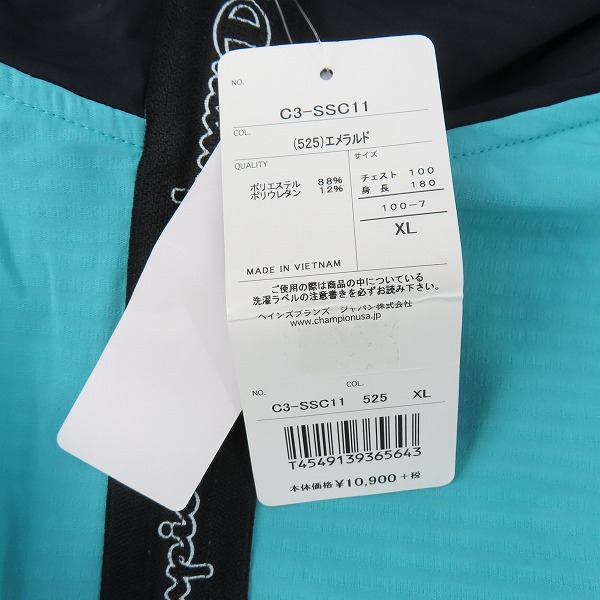 NO.
C3-SSC11
COL.
(525)エメラルド
QUALITY
ポリエステル 88%
ポリウレタン 12%
MADE IN VIETNAM
サイズ
チェスト 100
身長 180
100-7
XL
ご使用の際は商品の中についている
洗濯ラベルの注意書きを必ずお読み下さい。
ヘインズブランズ ジャパン株式会社
www.championusa.jp
NO. COL.
C3-SSC11 525 XL
T4549139365643
本体価格 ¥10,900 +税